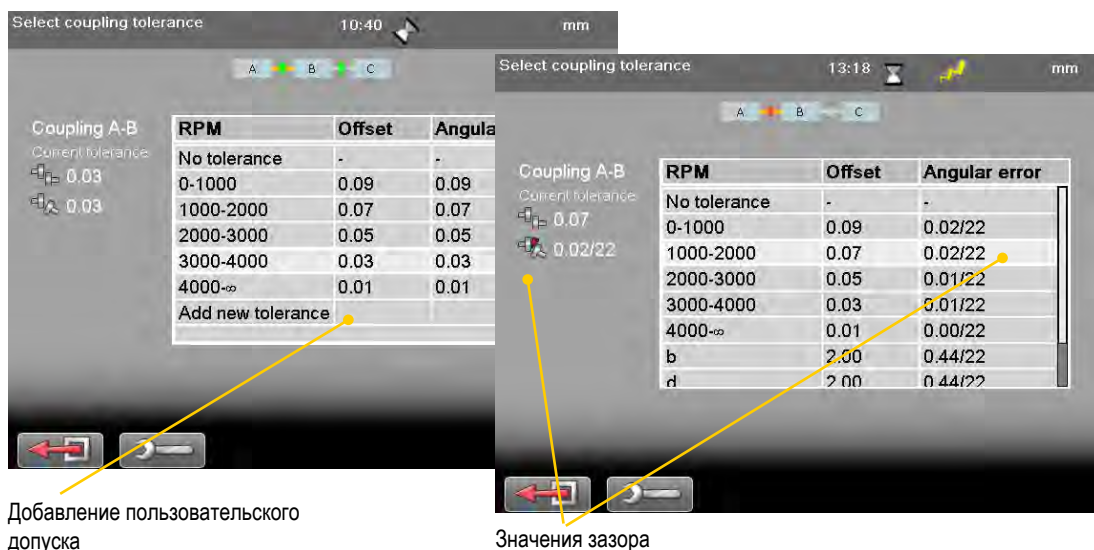 Select coupling tolerance 10:40 mm
A B C
Coupling A-B
Current tolerance
0.03
0.03
RPM Offset Angula
No tolerance - -
0-1000 0.09 0.09
1000-2000 0.07 0.07
2000-3000 0.05 0.05
3000-4000 0.03 0.03
4000-∞ 0.01 0.01
Add new tolerance
Добавление пользовательского
допуска
Select coupling tolerance 13:18 mm
A B C
Coupling A-B
Current tolerance
0.07
0.02/22
RPM Offset Angular error
No tolerance - -
0-1000 0.09 0.02/22
1000-2000 0.07 0.02/22
2000-3000 0.05 0.01/22
3000-4000 0.03 0.01/22
4000-∞ 0.01 0.00/22
b 2.00 0.44/22
d 2.00 0.44/22
Значения зазора